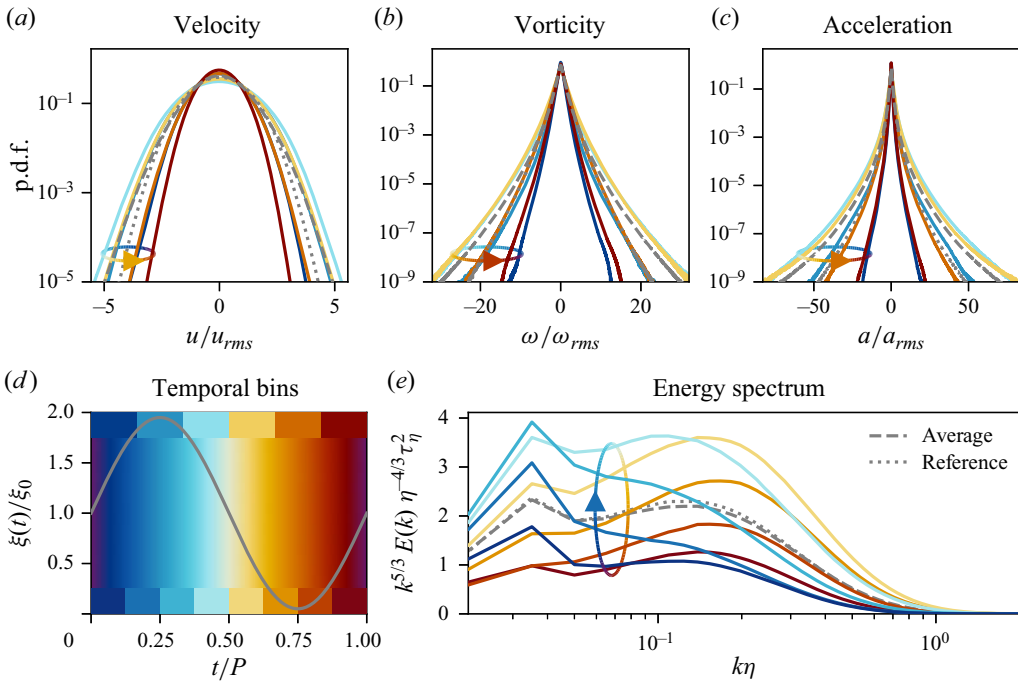 (a) Velocity
(b) Vorticity
(c) Acceleration
p.d.f.
10⁻¹
10⁻³
10⁻⁵
−5 0 5
u/u_rms
10⁻¹
10⁻³
10⁻⁵
10⁻⁷
10⁻⁹
−20 0 20
ω/ω_rms
10⁻¹
10⁻³
10⁻⁵
10⁻⁷
10⁻⁹
−50 0 50
a/a_rms
(d) Temporal bins
ξ(t)/ξ₀
2.0
1.5
1.0
0.5
0 0.25 0.50 0.75 1.00
t/P
(e) Energy spectrum
k^{5/3} E(k) η^{−4/3} τ_η^2
4
3
2
1
0
Average
Reference
10⁻¹ 10⁰
kη